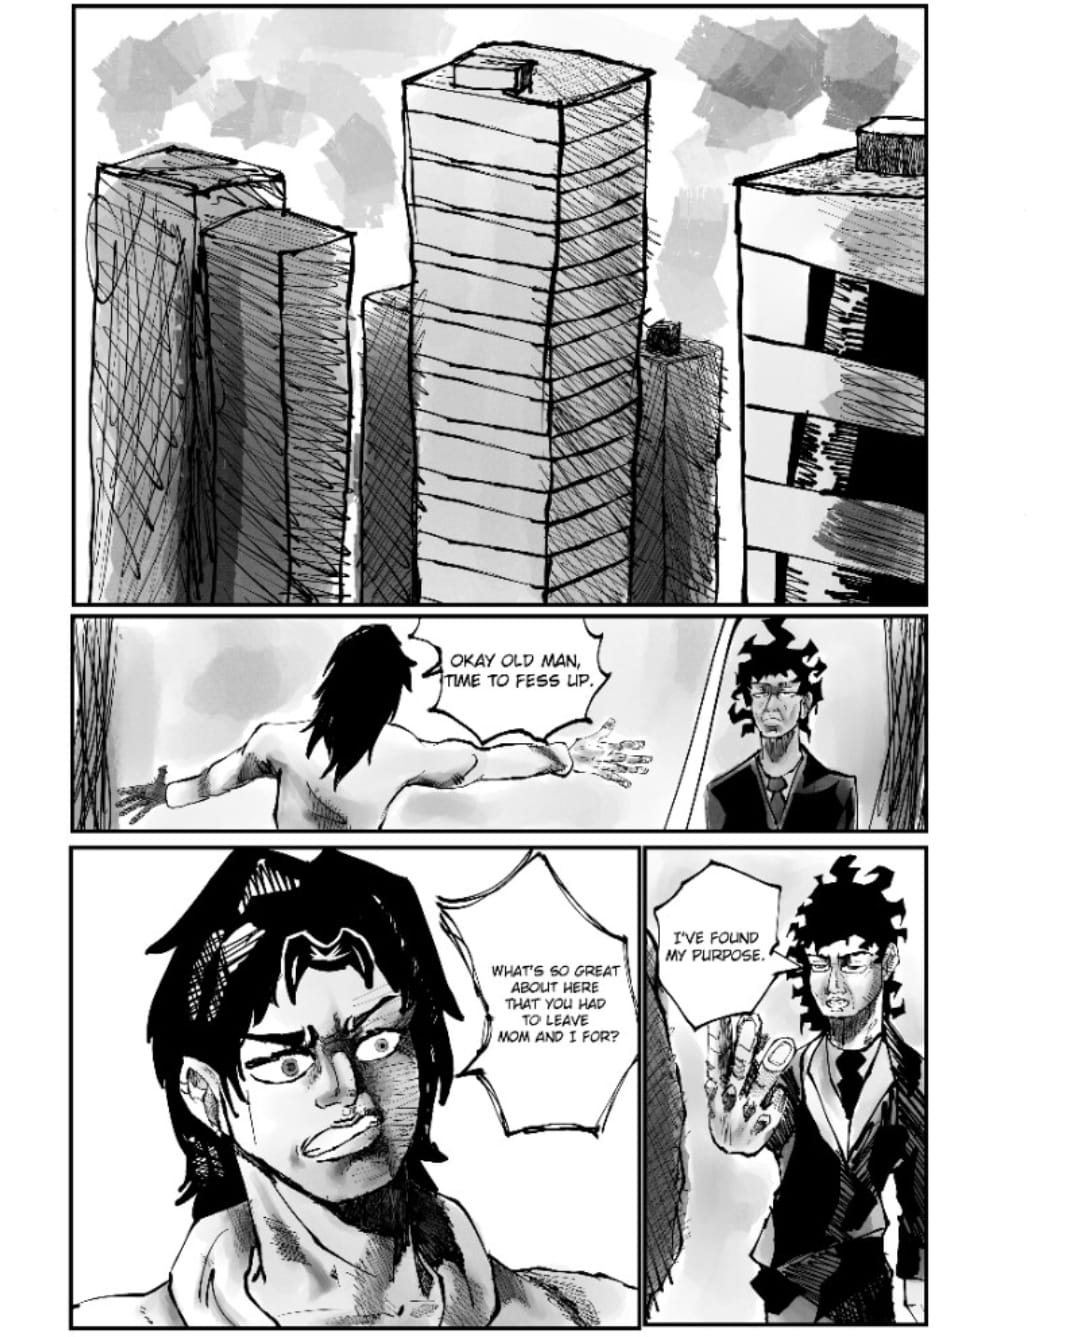 OKAY OLD MAN,
TIME TO FESS UP.
WHAT'S SO GREAT
ABOUT HERE
THAT YOU HAD
TO LEAVE
MOM AND I FOR?
I'VE FOUND
MY PURPOSE.